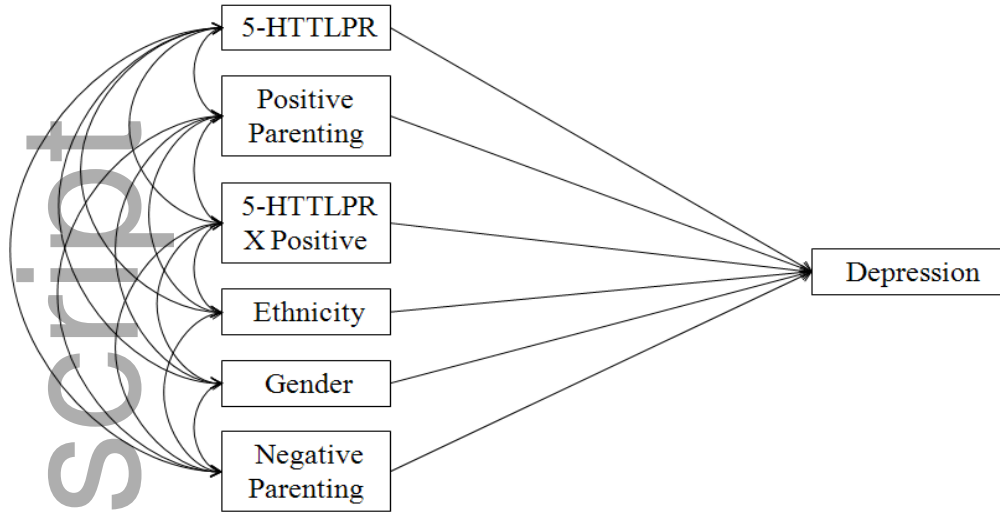 5-HTTLPR
Positive
Parenting
5-HTTLPR
X Positive
Ethnicity
Gender
Negative
Parenting
Depression
script